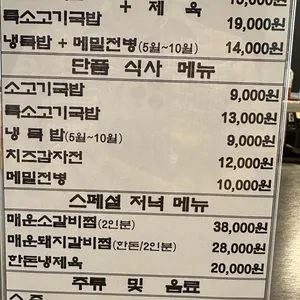 + 제육
특소고기국밥 19,000원
냉묵밥 + 메밀전병(5월~10월) 14,000원
단품 식사 메뉴
소고기국밥 9,000원
특소고기국밥 13,000원
냉묵밥(5월~10월) 9,000원
치즈감자전 12,000원
메밀전병 10,000원
스페셜 저녁 메뉴
매운소갈비찜(2인분) 38,000원
매운돼지갈비찜(한돈/2인분) 28,000원
한돈냉제육 20,000원
주류 및 음료